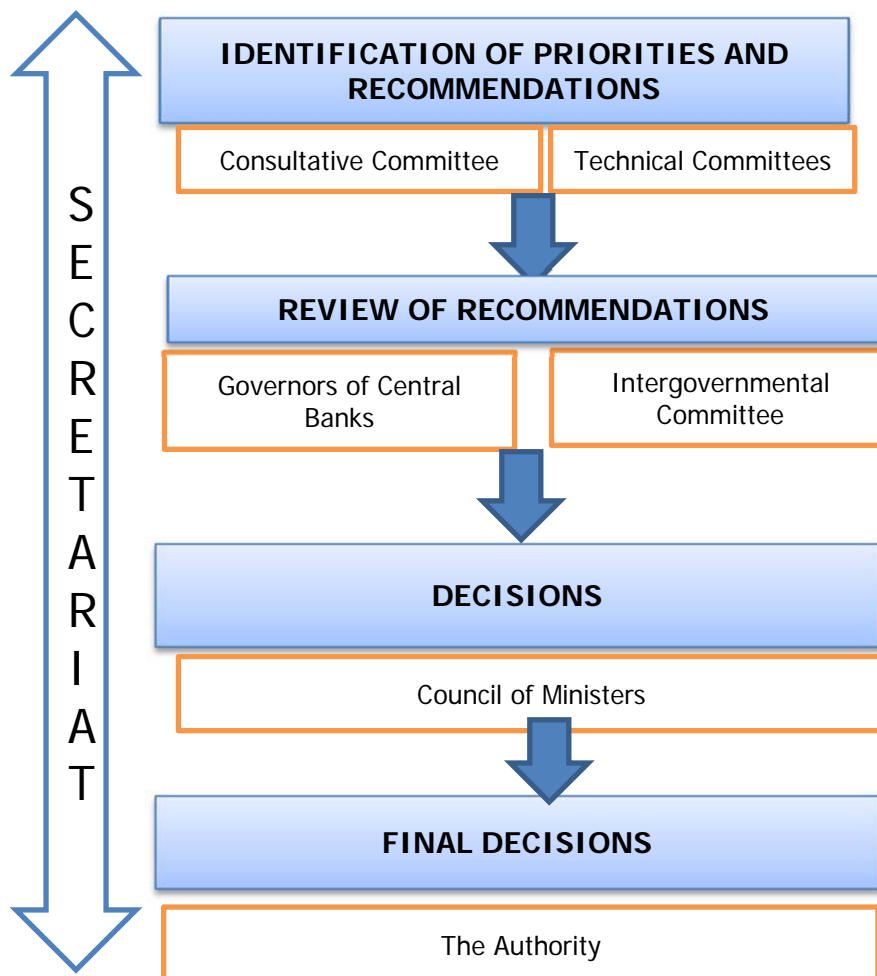 IDENTIFICATION OF PRIORITIES AND
RECOMMENDATIONS
Consultative Committee
Technical Committees
REVIEW OF RECOMMENDATIONS
Governors of Central
Banks
Intergovernmental
Committee
DECISIONS
Council of Ministers
FINAL DECISIONS
The Authority
S
E
C
R
E
T
A
R
I
A
T